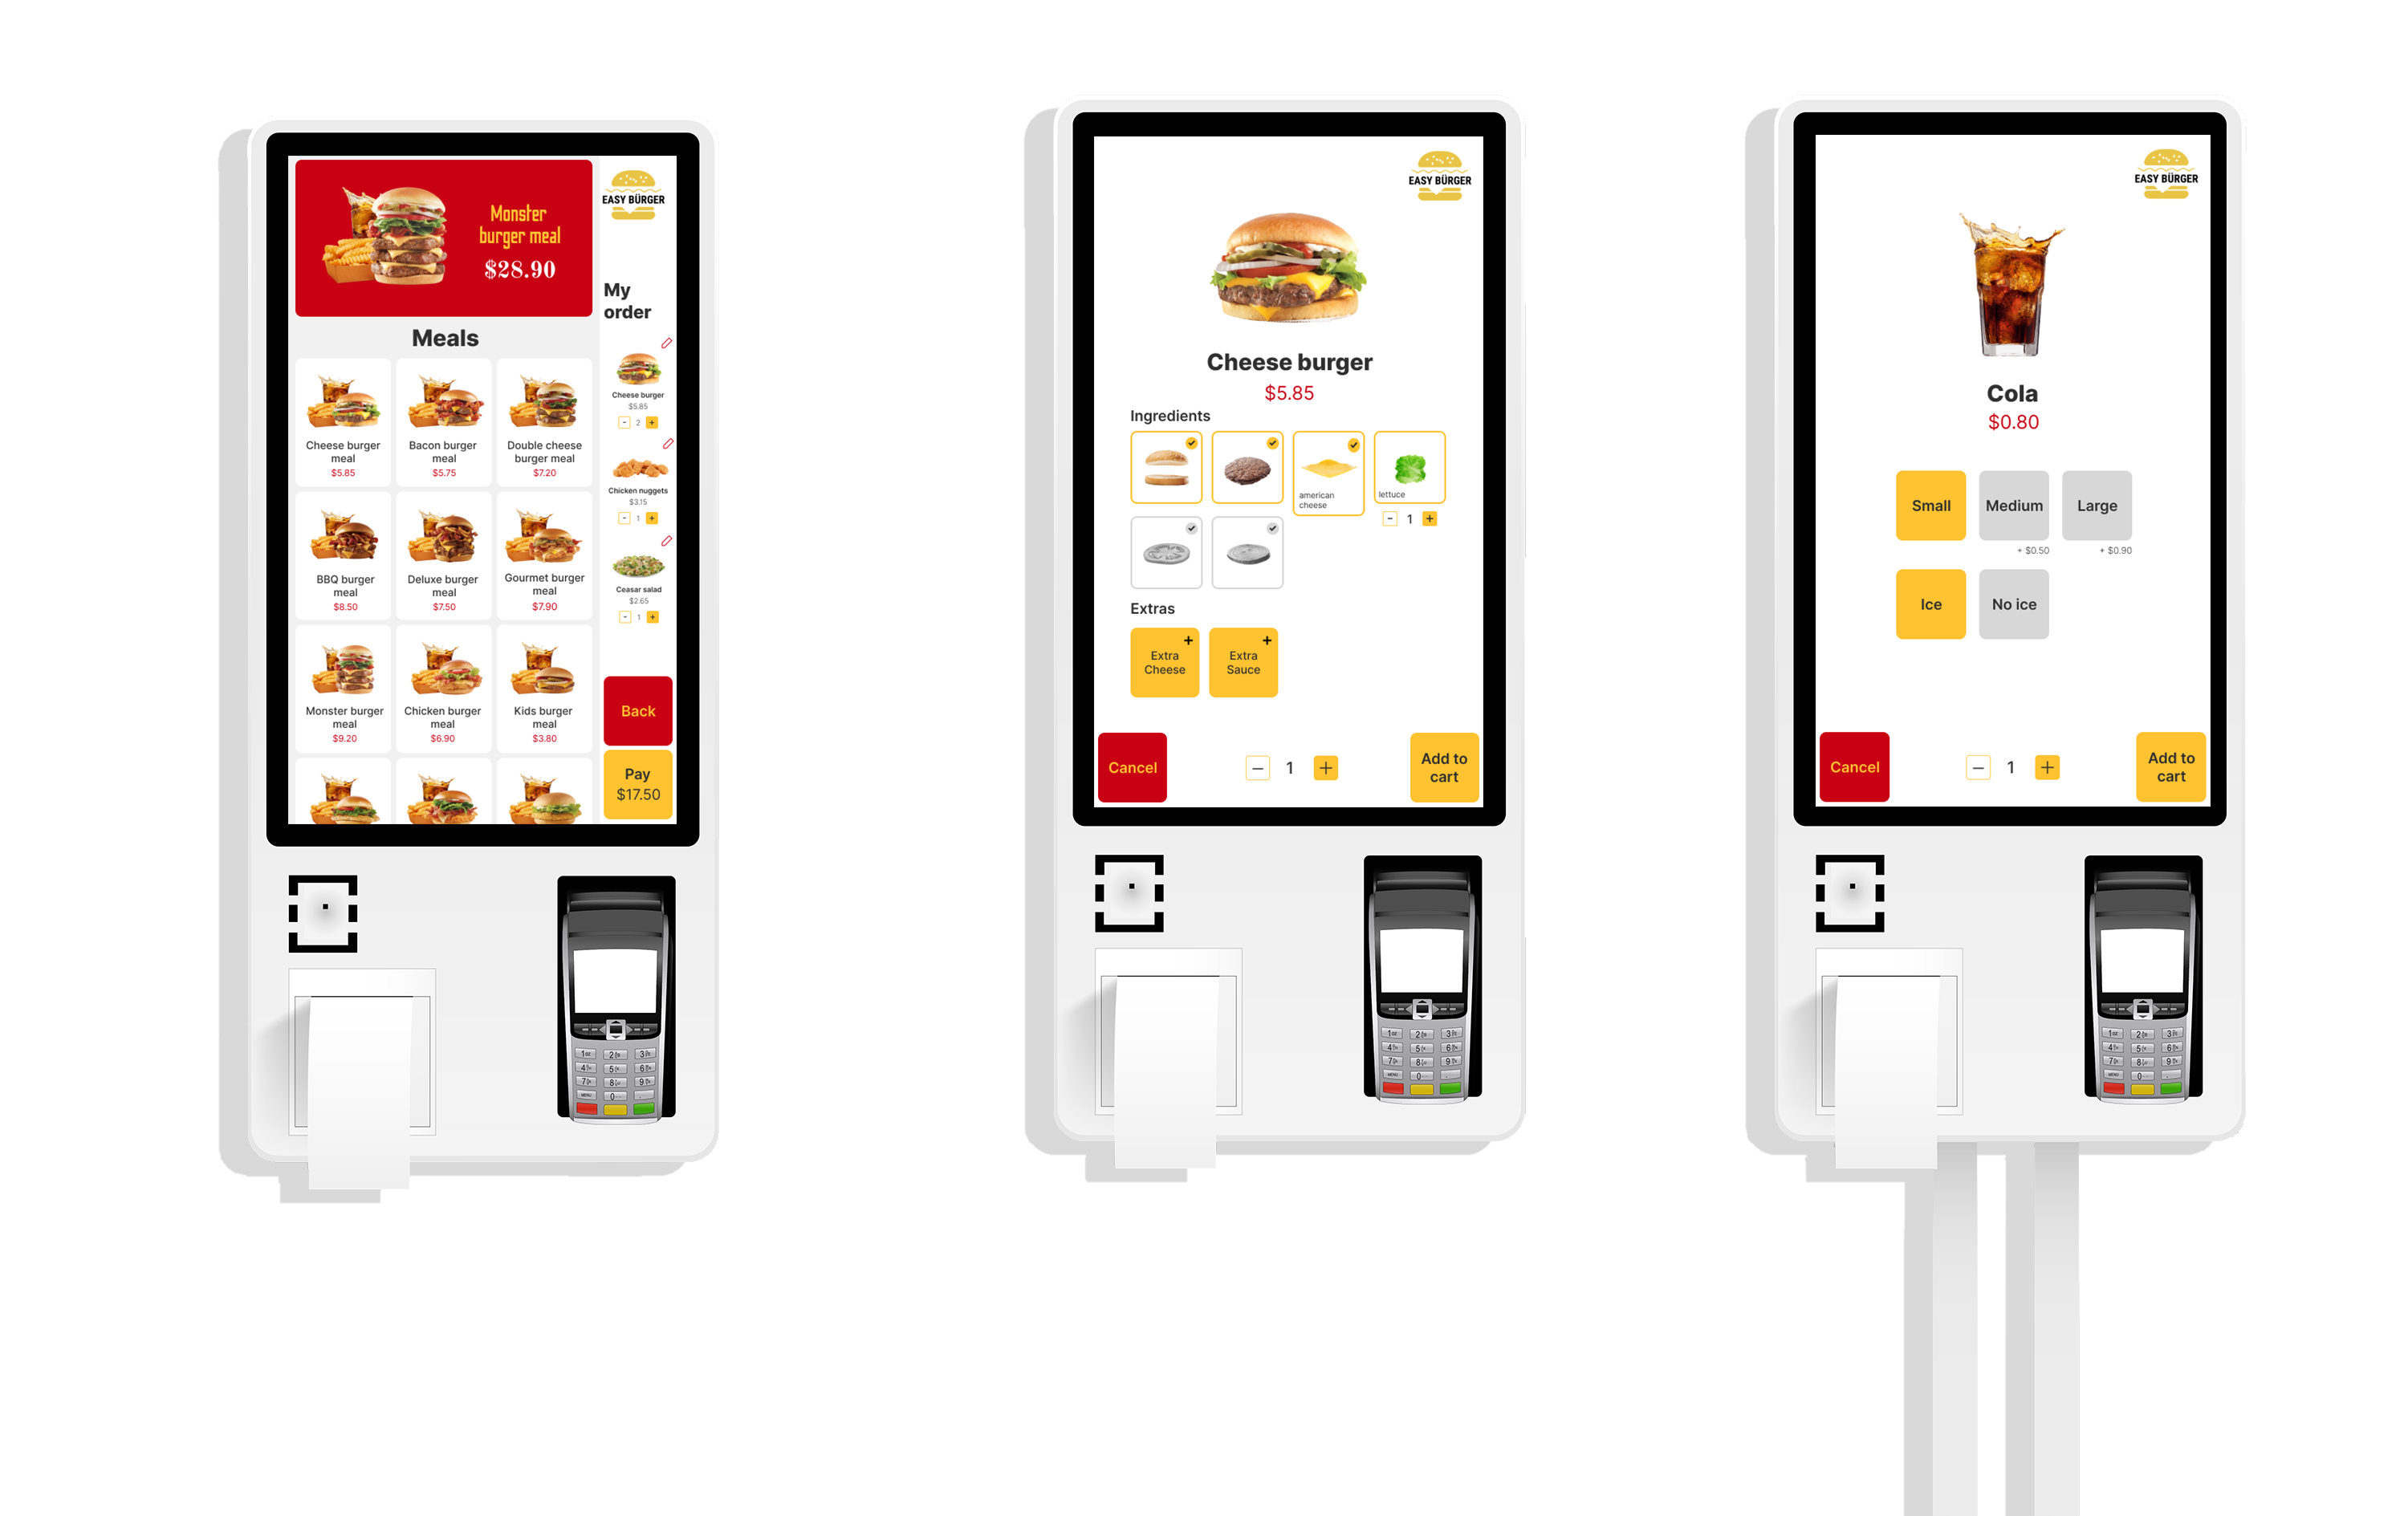 EASY BÜRGER
Monster
burger meal
$28.90
My
order
Meals
Cheese burger
meal
$5.85
Bacon burger
meal
$5.75
Double cheese
burger meal
$7.20
BBQ burger
meal
$8.50
Deluxe burger
meal
$7.50
Gourmet burger
meal
$7.90
Monster burger
meal
$9.20
Chicken burger
meal
$6.90
Kids burger
meal
$3.80
Cheese burger
$5.85
- 2 +
Chicken nuggets
$3.15
- 1 +
Ceasar salad
$2.65
- 1 +
Back
Pay
$17.50
EASY BÜRGER
Cheese burger
$5.85
Ingredients
american
cheese
lettuce
- 1 +
Extras
+
Extra
Cheese
+
Extra
Sauce
Cancel
− 1 +
Add to
cart
EASY BÜRGER
Cola
$0.80
Small
Medium
Large
+ $0.50
+ $0.90
Ice
No ice
Cancel
− 1 +
Add to
cart